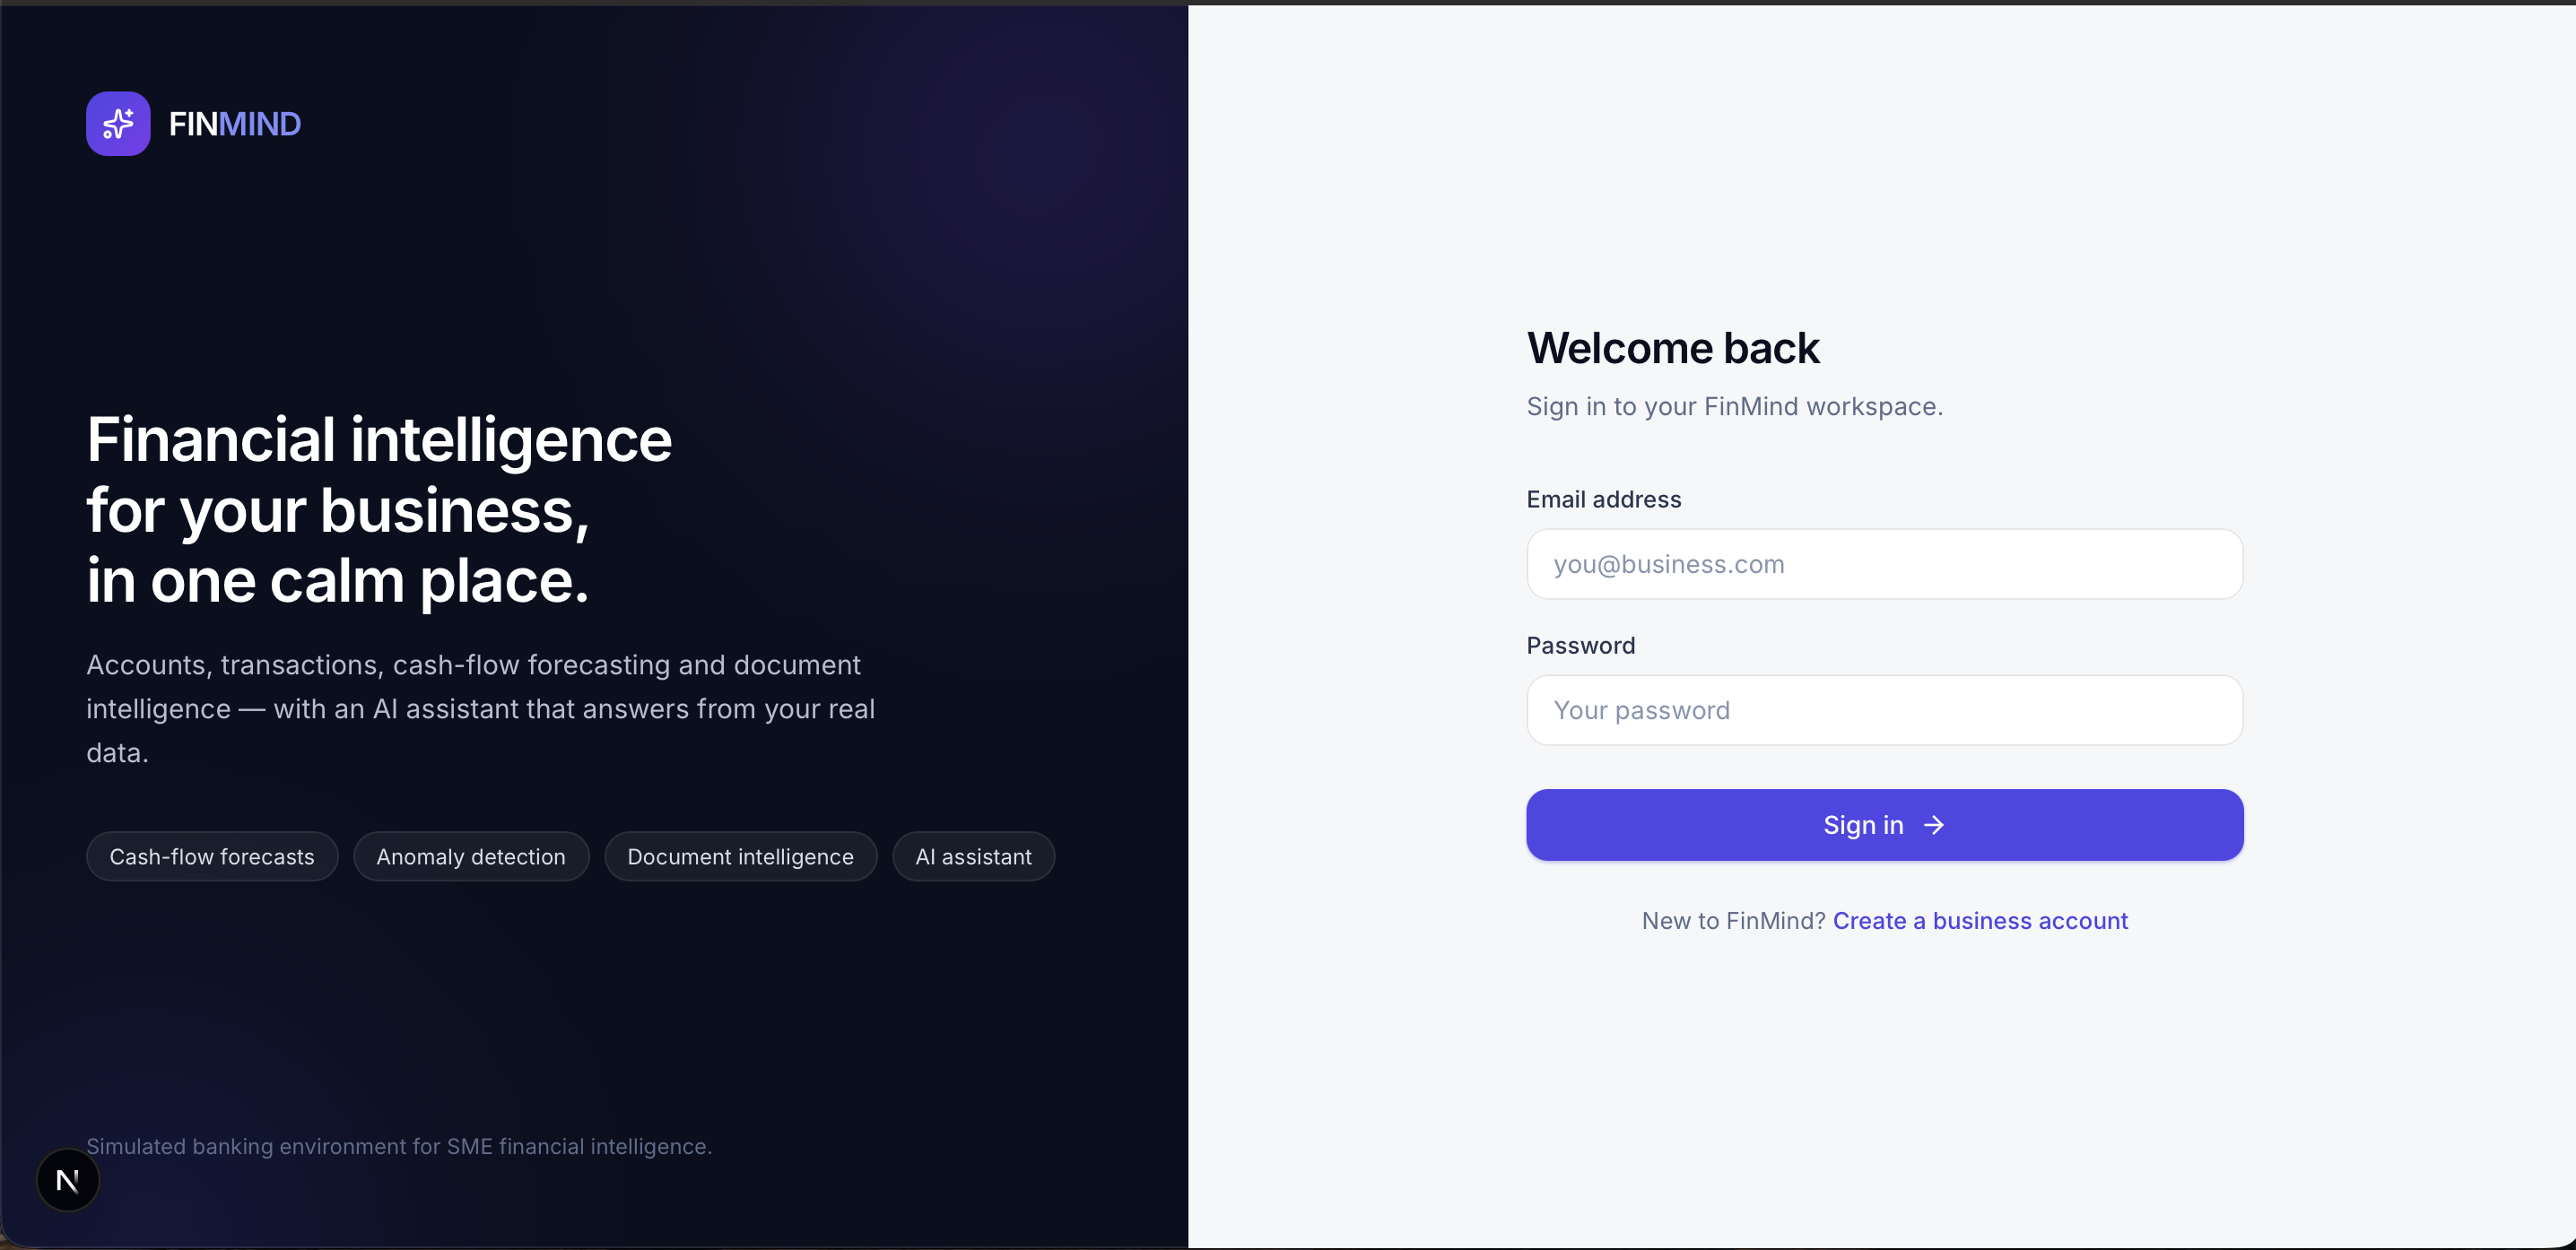 FINMIND
Financial intelligence
for your business,
in one calm place.
Accounts, transactions, cash-flow forecasting and document
intelligence — with an AI assistant that answers from your real
data.
Cash-flow forecasts
Anomaly detection
Document intelligence
AI assistant
Simulated banking environment for SME financial intelligence.
N
Welcome back
Sign in to your FinMind workspace.
Email address
you@business.com
Password
Your password
Sign in →
New to FinMind? Create a business account